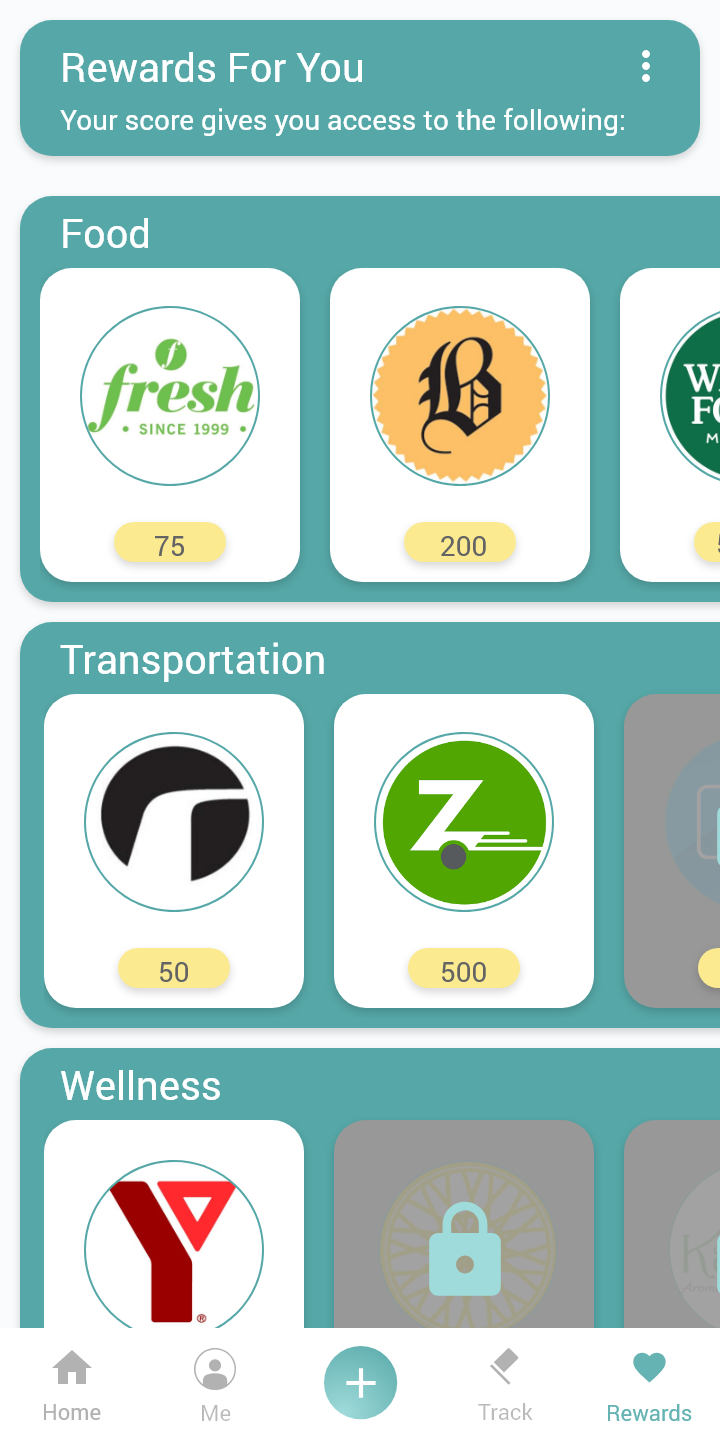 Rewards For You
Your score gives you access to the following:
Food
f
fresh
• SINCE 1999 •
B
75
200
Transportation
Z
50
500
Wellness
Y
®
Home
Me
Track
Rewards